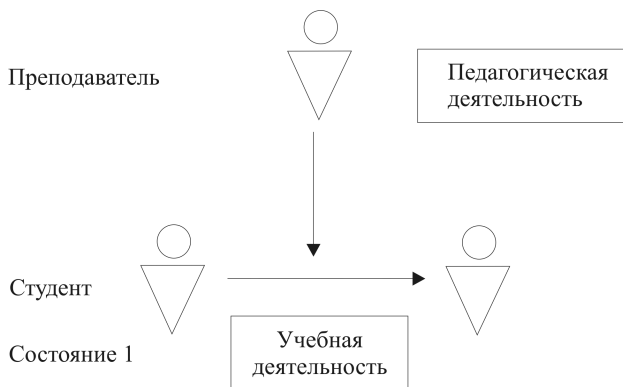 Преподаватель
Педагогическая
деятельность
Студент
Состояние 1
Учебная
деятельность